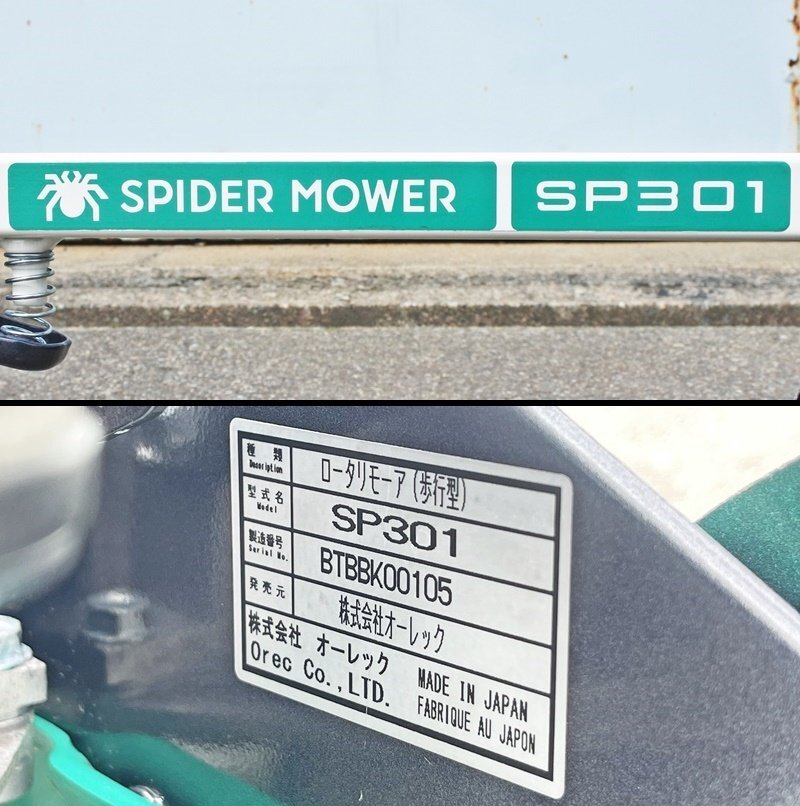 SPIDER MOWER SP301
種類 ロータリモーア(歩行型)
Description
型式名 SP301
Model
製造番号 BTBBK00105
Serial No.
発売元 株式会社オーレック
株式会社 オーレック
Orec Co.,LTD.
MADE IN JAPAN
FABRIQUE AU JAPON